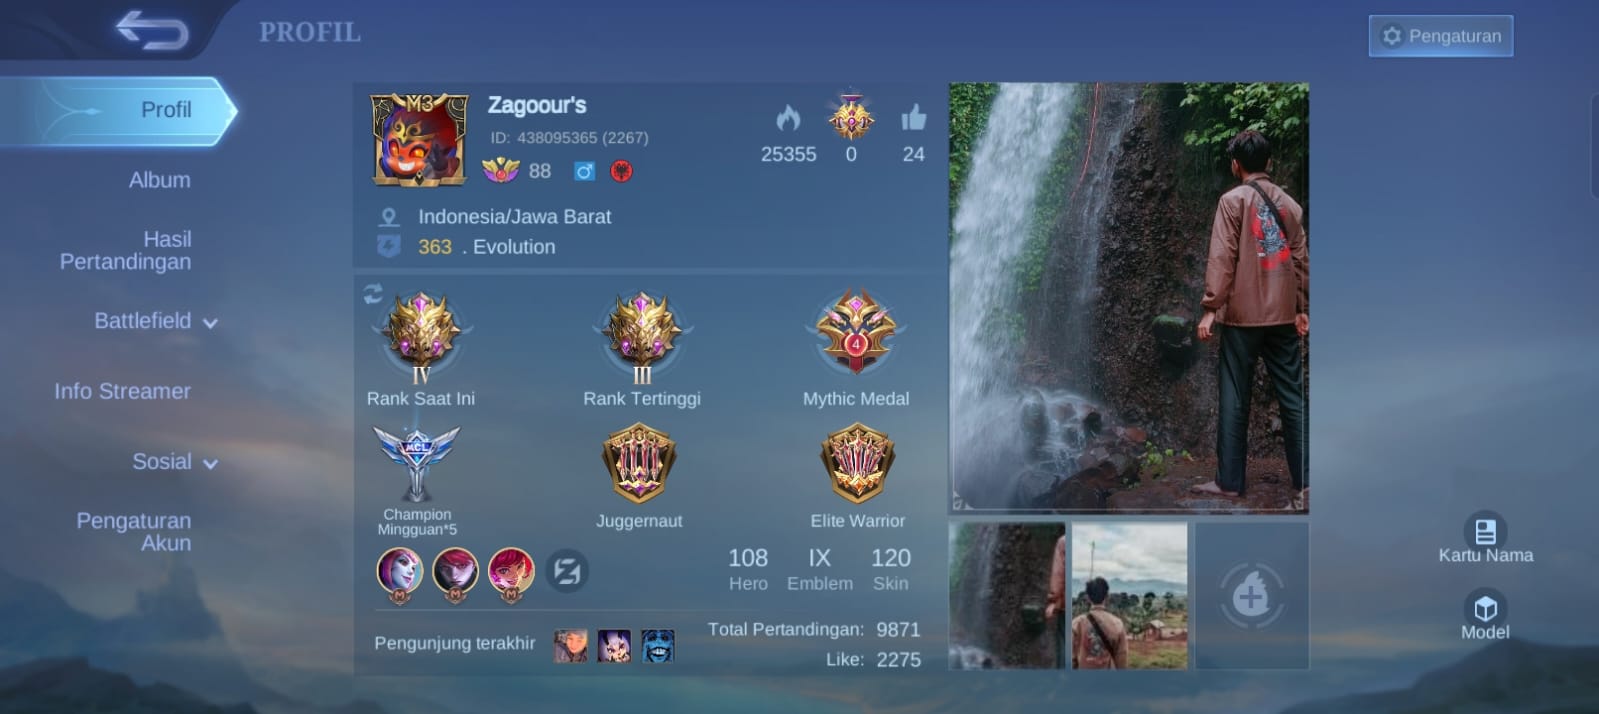 PROFIL
Pengaturan
Profil
Album
Hasil
Pertandingan
Battlefield
Info Streamer
Sosial
Pengaturan
Akun
M3
Zagoour's
ID: 438095365 (2267)
88
25355
0
24
Indonesia/Jawa Barat
363 . Evolution
IV
III
4
Rank Saat Ini
Rank Tertinggi
Mythic Medal
MCL
Champion
Mingguan*5
Juggernaut
Elite Warrior
M
M
M
108
IX
120
Hero
Emblem
Skin
Pengunjung terakhir
Total Pertandingan: 9871
Like: 2275
Kartu Nama
Model